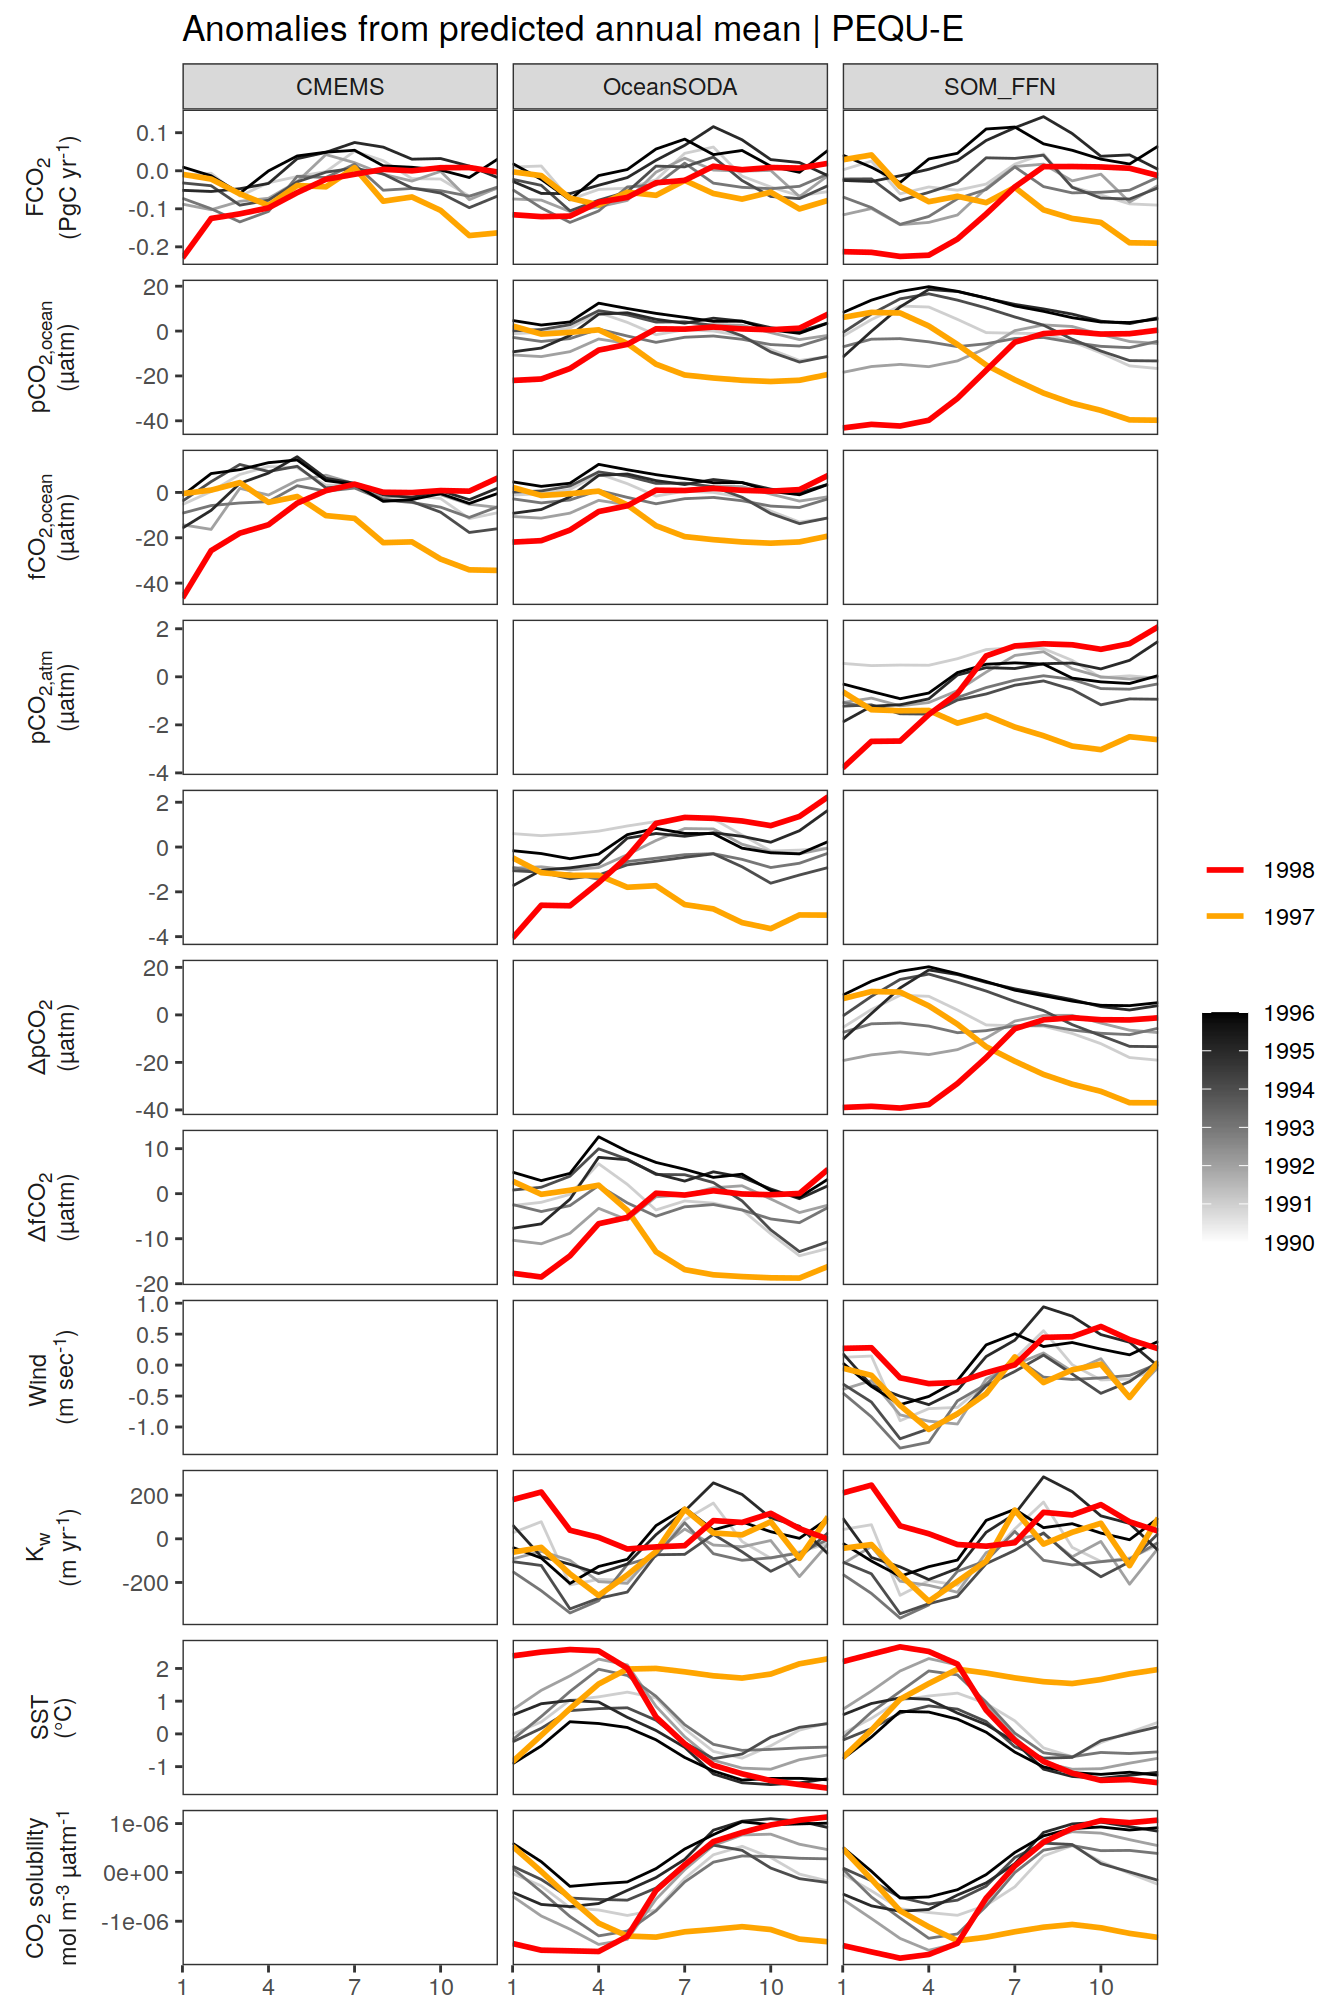 Anomalies from predicted annual mean | PEQU-E
CMEMS
OceanSODA
SOM_FFN
FCO₂
(PgC yr⁻¹)
0.1
0.0
-0.1
-0.2
pCO₂,ocean
(µatm)
20
0
-20
-40
fCO₂,ocean
(µatm)
0
-20
-40
pCO₂,atm
(µatm)
2
0
-2
-4
2
0
-2
-4
ΔpCO₂
(µatm)
20
0
-20
-40
ΔfCO₂
(µatm)
10
0
-10
-20
Wind
(m sec⁻¹)
1.0
0.5
0.0
-0.5
-1.0
K_w
(m yr⁻¹)
200
0
-200
SST
(°C)
2
1
0
-1
CO₂ solubility
mol m⁻³ µatm⁻¹
1e-06
0e+00
-1e-06
1 4 7 10
1 4 7 10
1 4 7 10
1998
1997
1996
1995
1994
1993
1992
1991
1990